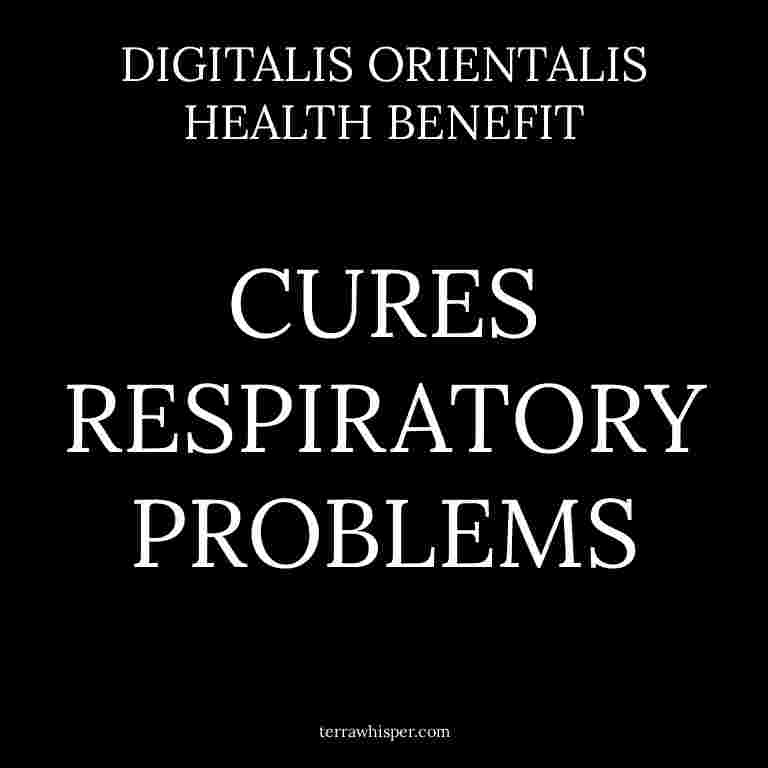 DIGITALIS ORIENTALIS
HEALTH BENEFIT
CURES
RESPIRATORY
PROBLEMS
terrawhisper.com